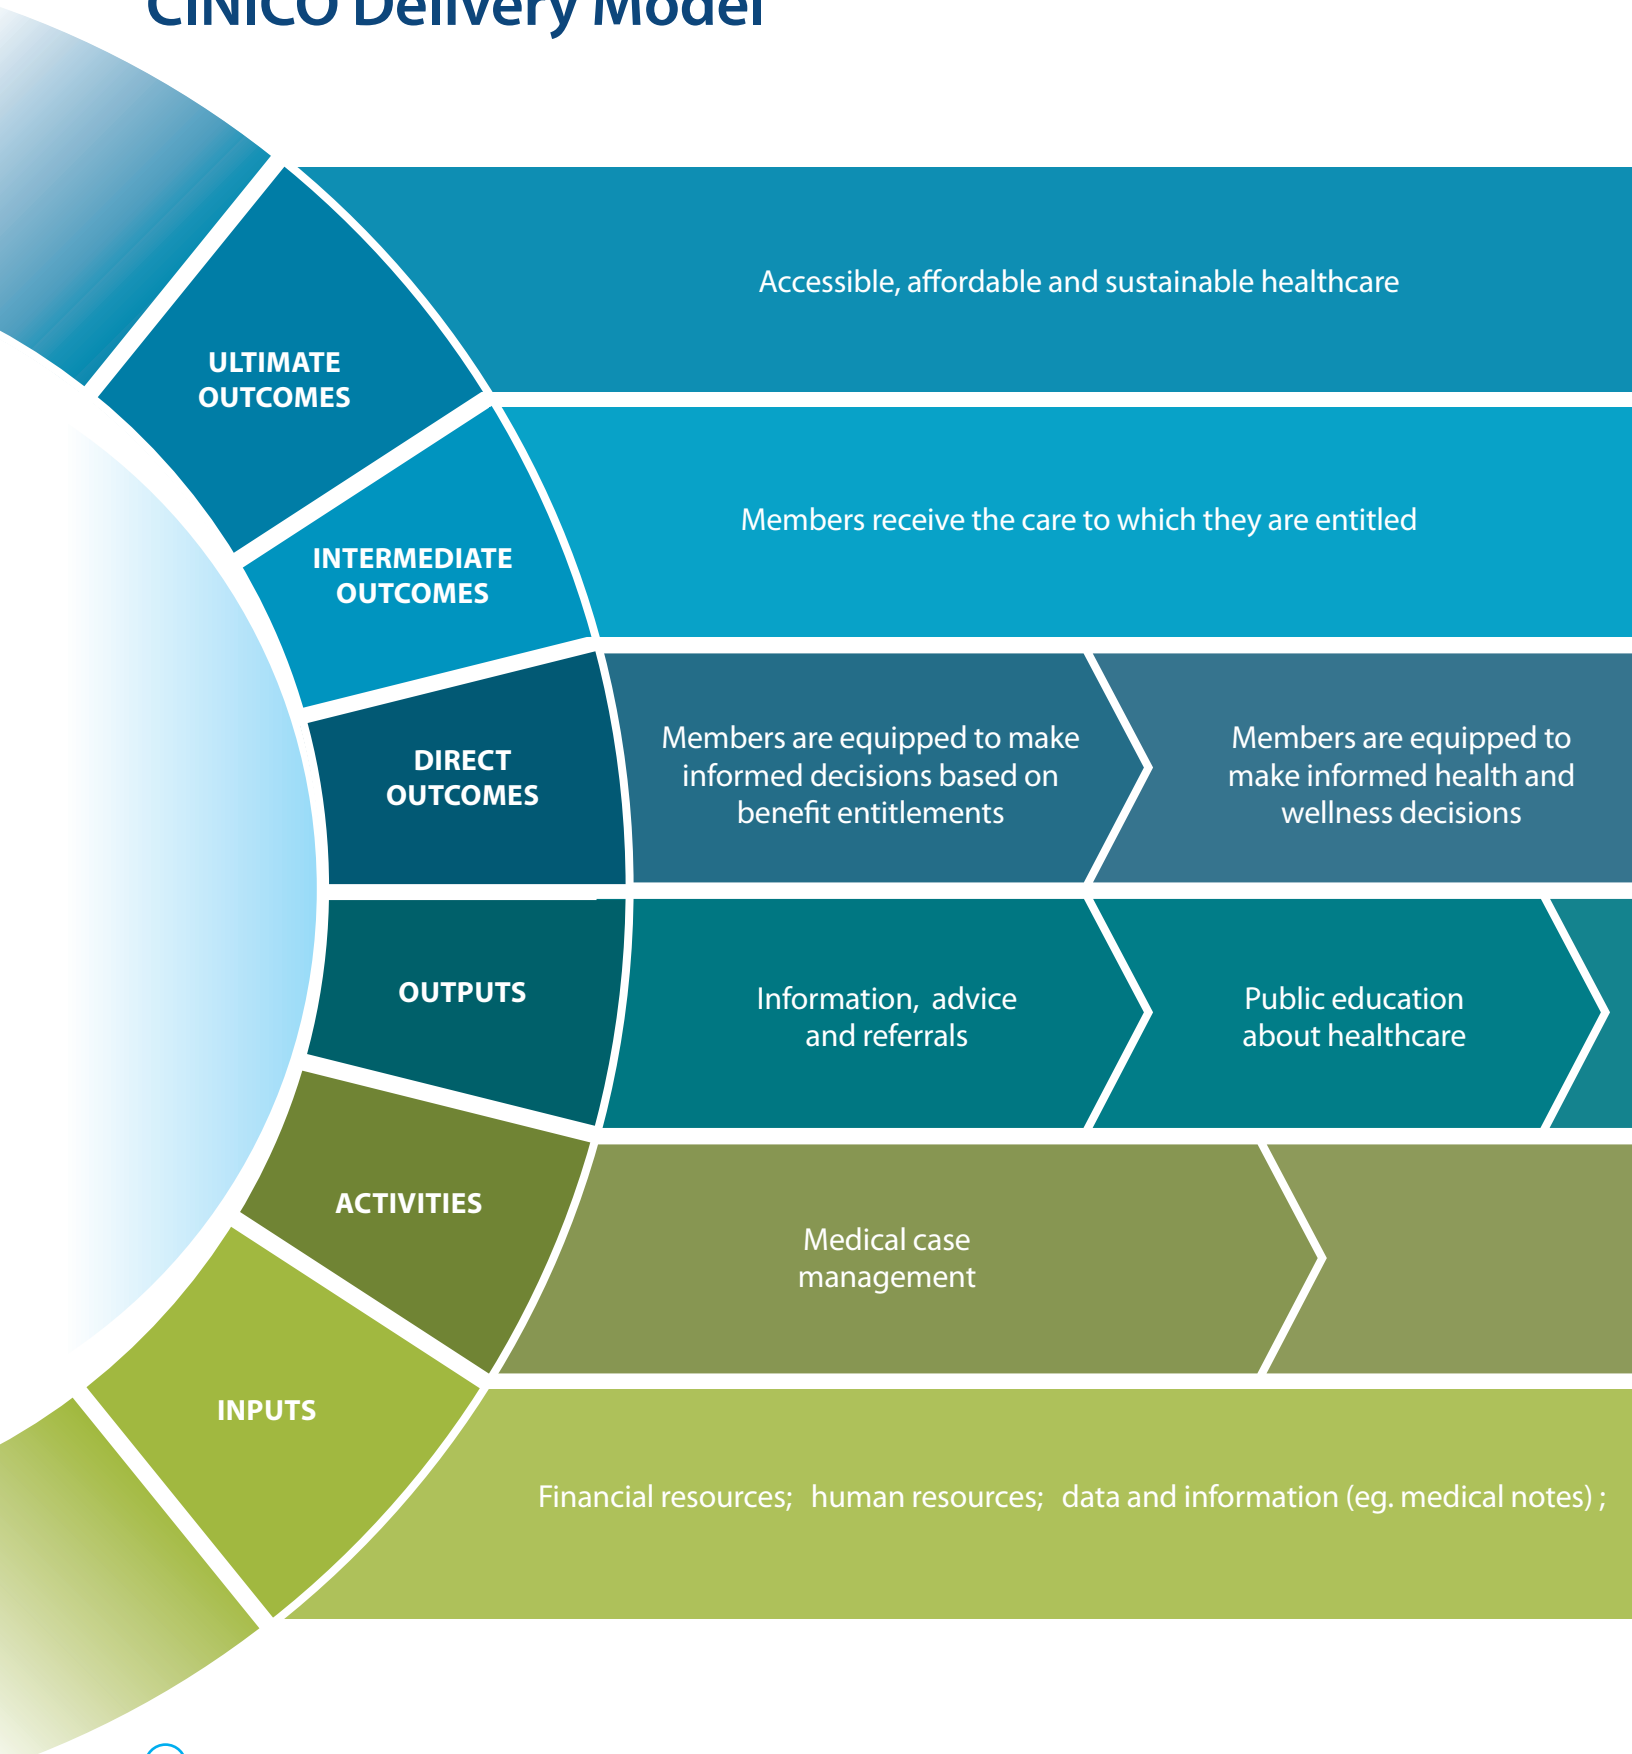 CINICO Delivery Model
Accessible, affordable and sustainable healthcare
ULTIMATE
OUTCOMES
Members receive the care to which they are entitled
INTERMEDIATE
OUTCOMES
Members are equipped to make
informed decisions based on
benefit entitlements
Members are equipped to
make informed health and
wellness decisions
DIRECT
OUTCOMES
OUTPUTS
Information, advice
and referrals
Public education
about healthcare
ACTIVITIES
Medical case
management
INPUTS
Financial resources; human resources; data and information (eg. medical notes) ;